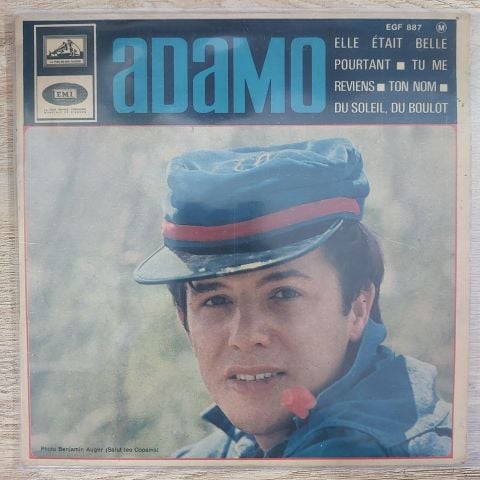 EGF 887 M
ADAMO
ELLE ÉTAIT BELLE
POURTANT ■ TU ME
REVIENS ■ TON NOM ■
DU SOLEIL, DU BOULOT
EMI
Photo Benjamin Auger (Salut les Copains)